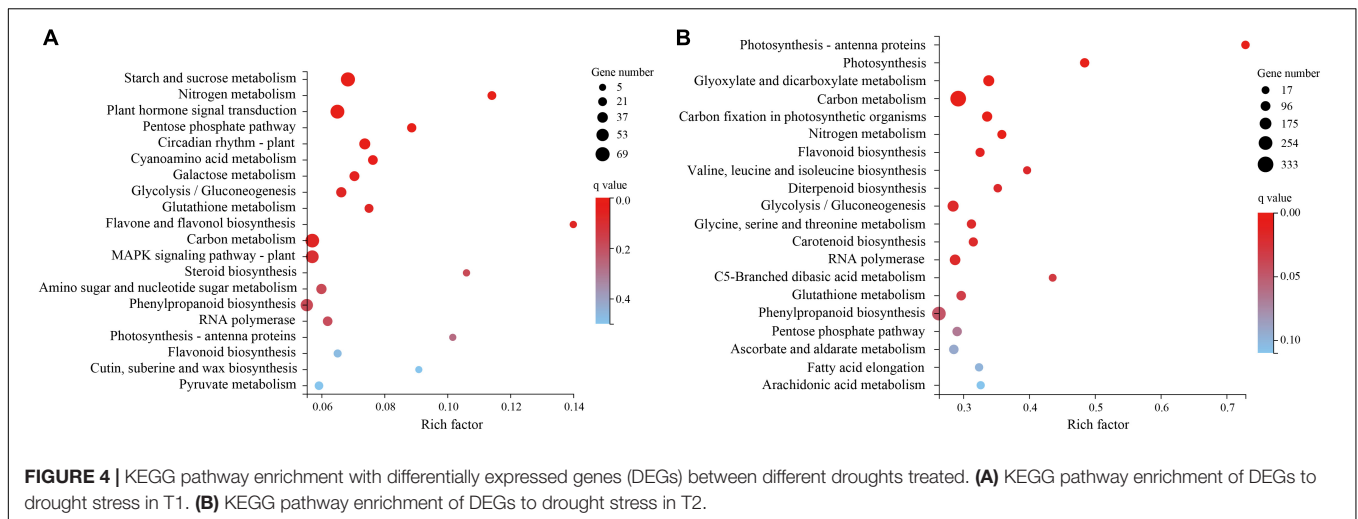 A
Starch and sucrose metabolism
Nitrogen metabolism
Plant hormone signal transduction
Pentose phosphate pathway
Circadian rhythm - plant
Cyanoamino acid metabolism
Galactose metabolism
Glycolysis / Gluconeogenesis
Glutathione metabolism
Flavone and flavonol biosynthesis
Carbon metabolism
MAPK signaling pathway - plant
Steroid biosynthesis
Amino sugar and nucleotide sugar metabolism
Phenylpropanoid biosynthesis
RNA polymerase
Photosynthesis - antenna proteins
Flavonoid biosynthesis
Cutin, suberine and wax biosynthesis
Pyruvate metabolism
0.06 0.08 0.10 0.12 0.14
Rich factor
Gene number
5
21
37
53
69
q value
0.0
0.2
0.4
B
Photosynthesis - antenna proteins
Photosynthesis
Glyoxylate and dicarboxylate metabolism
Carbon metabolism
Carbon fixation in photosynthetic organisms
Nitrogen metabolism
Flavonoid biosynthesis
Valine, leucine and isoleucine biosynthesis
Diterpenoid biosynthesis
Glycolysis / Gluconeogenesis
Glycine, serine and threonine metabolism
Carotenoid biosynthesis
RNA polymerase
C5-Branched dibasic acid metabolism
Glutathione metabolism
Phenylpropanoid biosynthesis
Pentose phosphate pathway
Ascorbate and aldarate metabolism
Fatty acid elongation
Arachidonic acid metabolism
0.3 0.4 0.5 0.6 0.7
Rich factor
Gene number
17
96
175
254
333
q value
0.00
0.05
0.10
FIGURE 4 | KEGG pathway enrichment with differentially expressed genes (DEGs) between different droughts treated. (A) KEGG pathway enrichment of DEGs to
drought stress in T1. (B) KEGG pathway enrichment of DEGs to drought stress in T2.